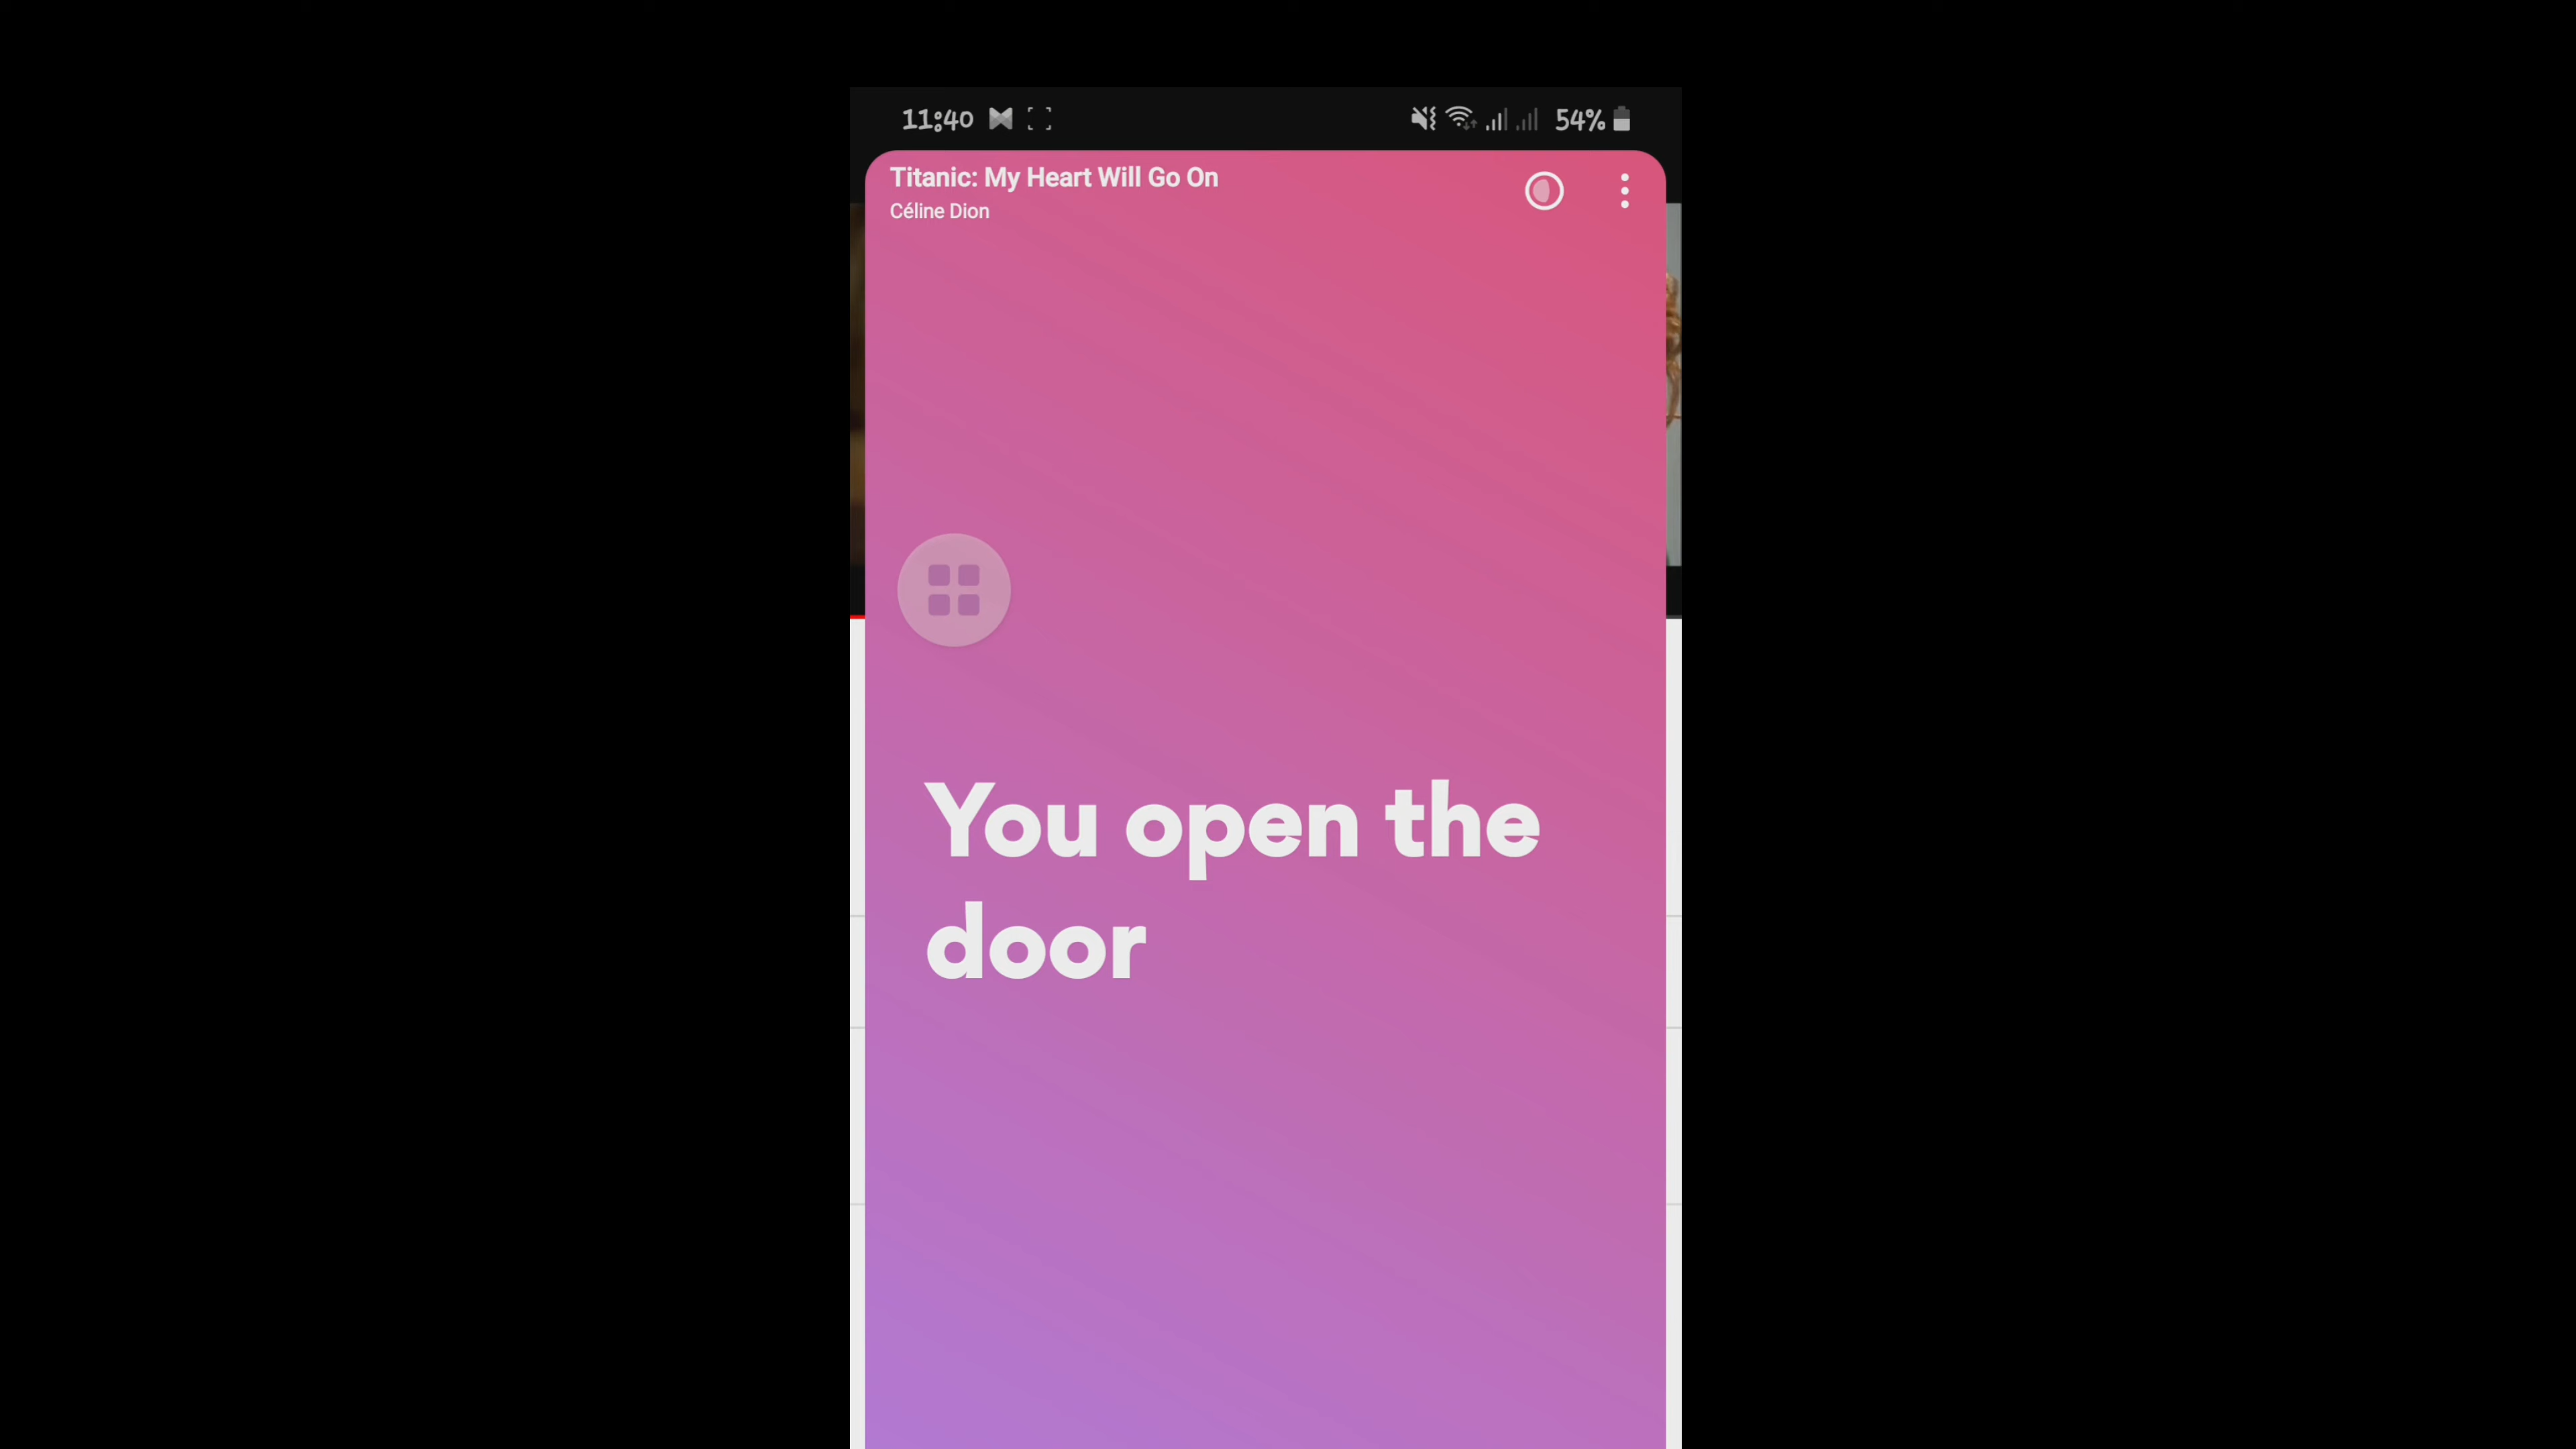 11:40
54%
Titanic: My Heart Will Go On
Céline Dion
You open the
door